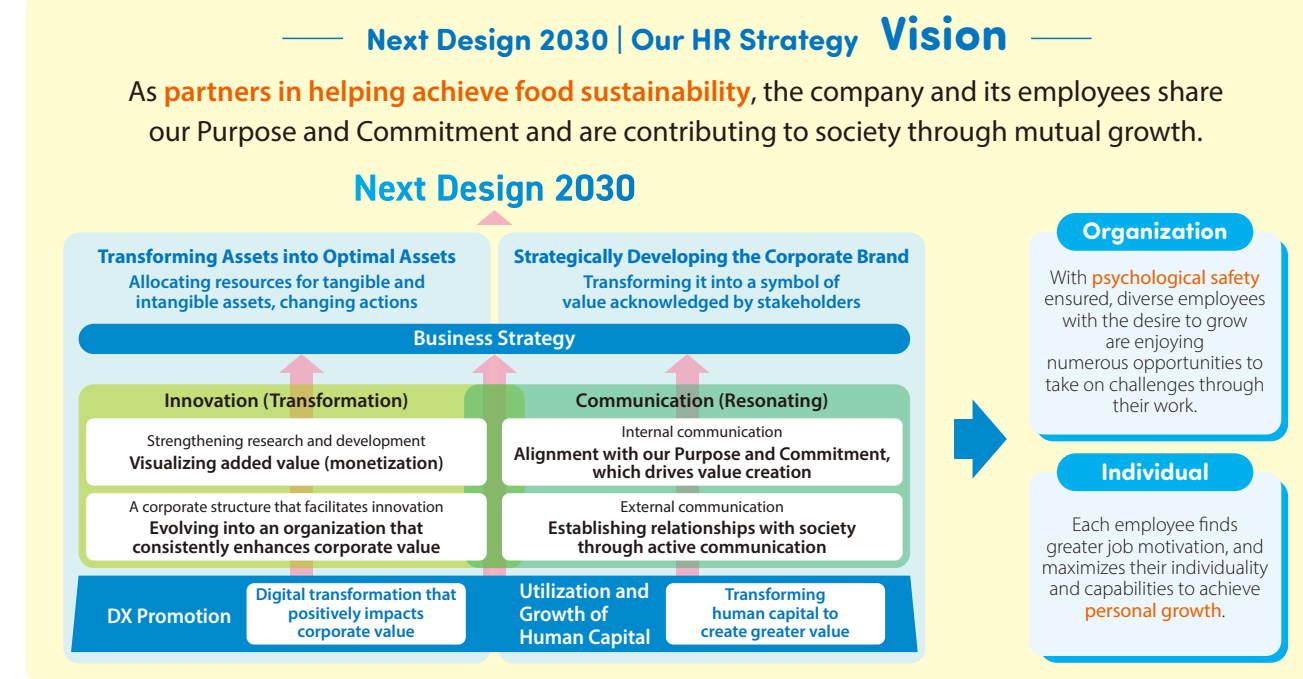 Next Design 2030 | Our HR Strategy Vision
As partners in helping achieve food sustainability, the company and its employees share
our Purpose and Commitment and are contributing to society through mutual growth.
Next Design 2030
Transforming Assets into Optimal Assets
Allocating resources for tangible and
intangible assets, changing actions
Strategically Developing the Corporate Brand
Transforming it into a symbol of
value acknowledged by stakeholders
Business Strategy
Innovation (Transformation)
Strengthening research and development
Visualizing added value (monetization)
A corporate structure that facilitates innovation
Evolving into an organization that
consistently enhances corporate value
Communication (Resonating)
Internal communication
Alignment with our Purpose and Commitment,
which drives value creation
External communication
Establishing relationships with society
through active communication
DX Promotion
Digital transformation that
positively impacts
corporate value
Utilization and
Growth of
Human Capital
Transforming
human capital to
create greater value
Organization
With psychological safety
ensured, diverse employees
with the desire to grow
are enjoying
numerous opportunities to
take on challenges through
their work.
Individual
Each employee finds
greater job motivation, and
maximizes their individuality
and capabilities to achieve
personal growth.